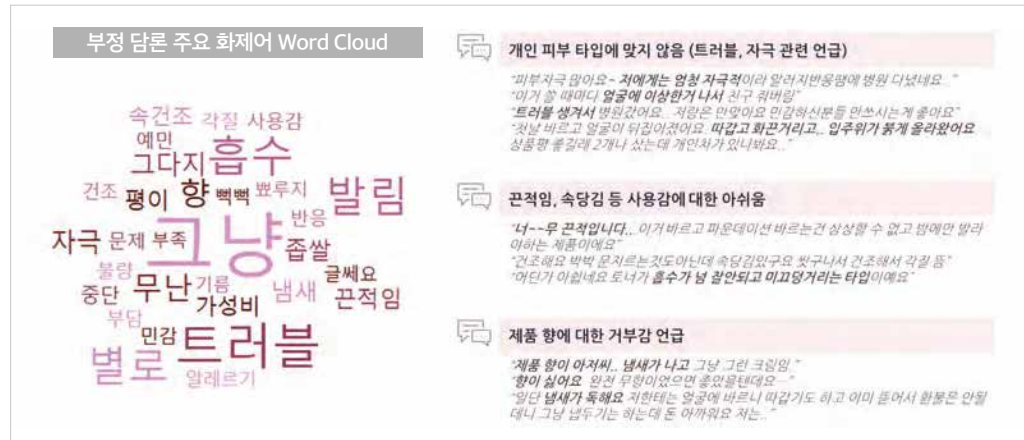 부정 담론 주요 화제어 Word Cloud
속건조 각질 사용감
예민
그다지 흡수
건조 평이 향 뻑뻑 뾰루지 발림
그냥 반응
자극 문제 부족 좁쌀
불량 글쎄요
중단 무난 기름 냄새 끈적임
가성비
부담
민감 트러블
별로 알레르기
개인 피부 타입에 맞지 않음 (트러블, 자극 관련 언급)
"피부자극 많아요~ 저에게는 엄청 자극적이라 알러지반응땜에 병원 다녔네요.."
"이거 쓸 때마다 얼굴에 이상한거 나서 친구 줘버림"
"트러블 생겨서 병원갔어요.. 저랑은 안맞아요 민감하신분들 안쓰시는게 좋아요"
"첫날 바르고 얼굴이 뒤집어졌어요. 따갑고 화끈거리고.. 입주위가 붉게 올라왔어요
상품평 좋길래 2개나 샀는데 개인차가 있나봐요.."
끈적임, 속당김 등 사용감에 대한 아쉬움
"너~~무 끈적입니다.. 이거 바르고 파운데이션 바르는건 상상할 수 없고 밤에만 발라
야하는 제품이에요"
"건조해요 박박 문지르는것도아닌데 속당김있구요 씻구나서 건조해서 각질 뜸"
"어딘가 아쉽네요 토너가 흡수가 넘 잘안되고 미끄덩거리는 타입이예요"
제품 향에 대한 거부감 언급
"제품 향이 아저씨.. 냄새가 나고 그냥 그런 크림임."
"향이 싫어요 완전 무향이었으면 좋았을텐데요…"
"일단 냄새가 독해요 저한테는 얼굴에 바르니 따갑기도 하고 이미 뜯어서 환불은 안될
테니 그냥 냅두기는 하는데 돈 아까워요 저는.."